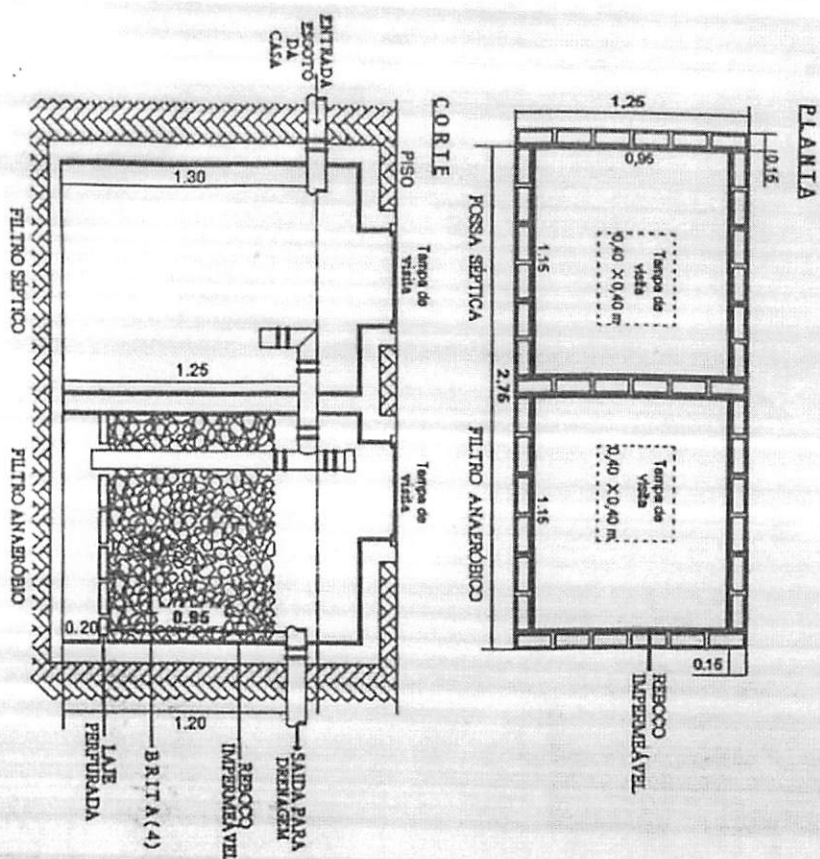 PLANTA
1.25
0,95
0.15
Tampa de
visita
0,40 X 0,40 m
1.15
FOSSA SÉPTICA
2.75
Tampa de
visita
0,40 X 0,40 m
.15
FILTRO ANAERÓBICO
0.15
REBOCO
IMPERMEÁVEL
CORTE
ENTRADA
ESGOTO
DA
CASA
PISO
Tampa de
visita
Tampa de
visita
1.30
1.25
0.95
0.20
1.20
SAIDA PARA
DRENAGEM
REBOCO
IMPERMEÁVEL
BRITA(4)
LAJE
PERFURADA
FILTRO SÉPTICO
FILTRO ANAERÓBIO